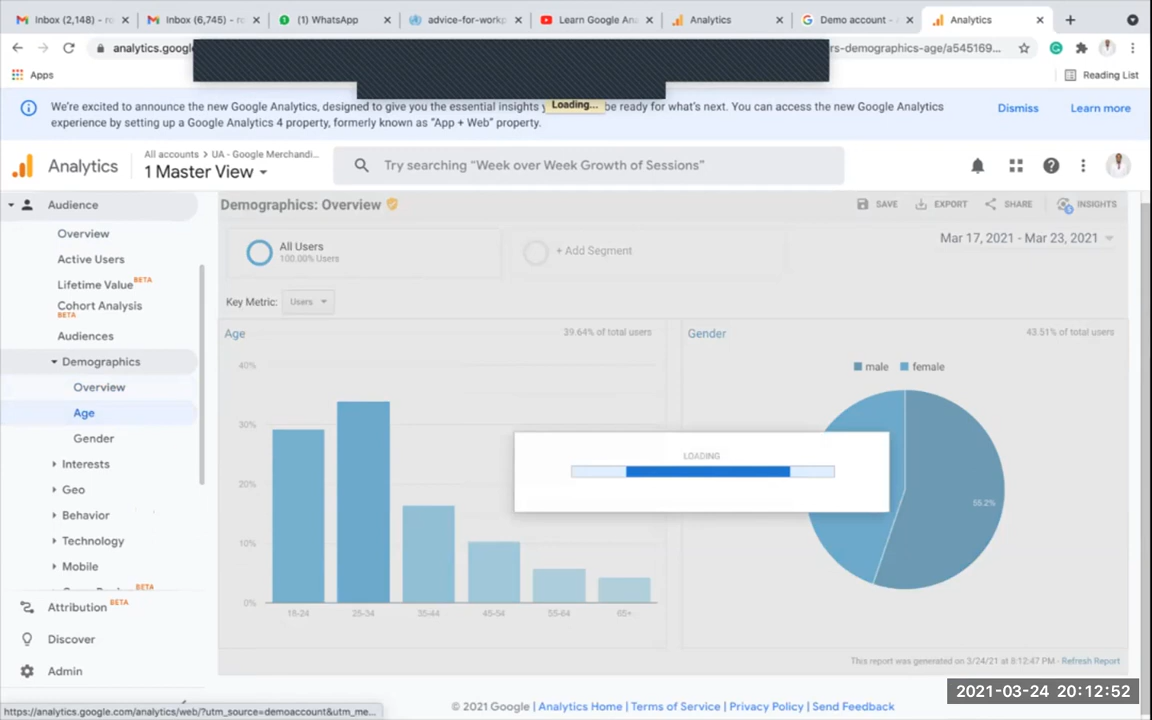 Inbox (2,148) - ro
Inbox (6,745) - ro
(1) WhatsApp
advice-for-workp
Learn Google Ana
Analytics
Demo account - A
Analytics
analytics.google
rs-demographics-age/a545169...
Apps
Reading List
Loading...
We're excited to announce the new Google Analytics, designed to give you the essential insights y be ready for what's next. You can access the new Google Analytics
experience by setting up a Google Analytics 4 property, formerly known as "App + Web" property.
Dismiss
Learn more
Analytics
All accounts > UA - Google Merchandi...
1 Master View
Try searching "Week over Week Growth of Sessions"
Audience
Overview
Active Users
Lifetime Value BETA
Cohort Analysis
BETA
Audiences
Demographics
Overview
Age
Gender
Interests
Geo
Behavior
Technology
Mobile
BETA
Attribution BETA
Discover
Admin
Demographics: Overview
SAVE
EXPORT
SHARE
INSIGHTS
All Users
100.00% Users
+ Add Segment
Mar 17, 2021 - Mar 23, 2021
Key Metric:
Users
Age
39.64% of total users
40%
30%
20%
10%
0%
18-24
25-34
35-44
45-54
55-64
65+
Gender
43.51% of total users
male
female
55.2%
LOADING
This report was generated on 3/24/21 at 8:12:47 PM - Refresh Report
2021-03-24 20:12:52
© 2021 Google | Analytics Home | Terms of Service | Privacy Policy | Send Feedback
https://analytics.google.com/analytics/web/?utm_source=demoaccount&utm_me...